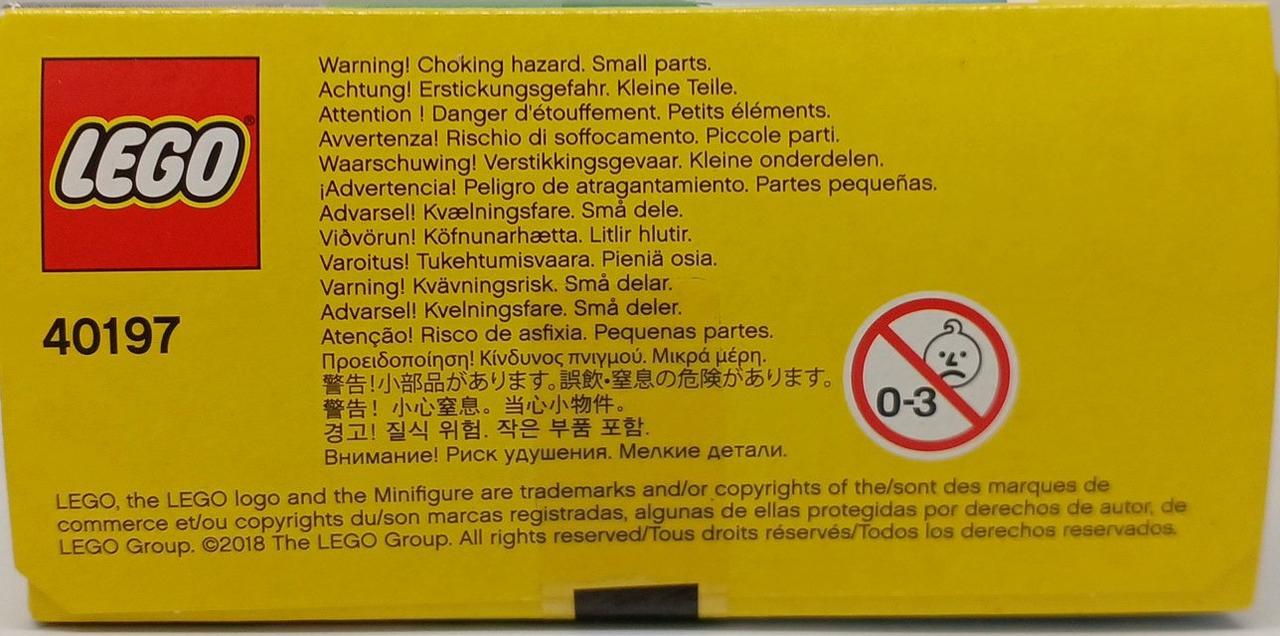 LEGO®
40197
Warning! Choking hazard. Small parts.
Achtung! Erstickungsgefahr. Kleine Teile.
Attention ! Danger d'étouffement. Petits éléments.
Avvertenza! Rischio di soffocamento. Piccole parti.
Waarschuwing! Verstikkingsgevaar. Kleine onderdelen.
¡Advertencia! Peligro de atragantamiento. Partes pequeñas.
Advarsel! Kvælningsfare. Små dele.
Viðvörun! Köfnunarhætta. Litlir hlutir.
Varoitus! Tukehtumisvaara. Pieniä osia.
Varning! Kvävningsrisk. Små delar.
Advarsel! Kvelningsfare. Små deler.
Atenção! Risco de asfixia. Pequenas partes.
Προειδοποίηση! Κίνδυνος πνιγμού. Μικρά μέρη.
警告!小部品があります。誤飲・窒息の危険があります。
警告! 小心窒息。当心小物件。
경고! 질식 위험. 작은 부품 포함.
Внимание! Риск удушения. Мелкие детали.
0-3
LEGO, the LEGO logo and the Minifigure are trademarks and/or copyrights of the/sont des marques de
commerce et/ou copyrights du/son marcas registradas, algunas de ellas protegidas por derechos de autor, de
LEGO Group. ©2018 The LEGO Group. All rights reserved/Tous droits réservés/Todos los derechos reservados.